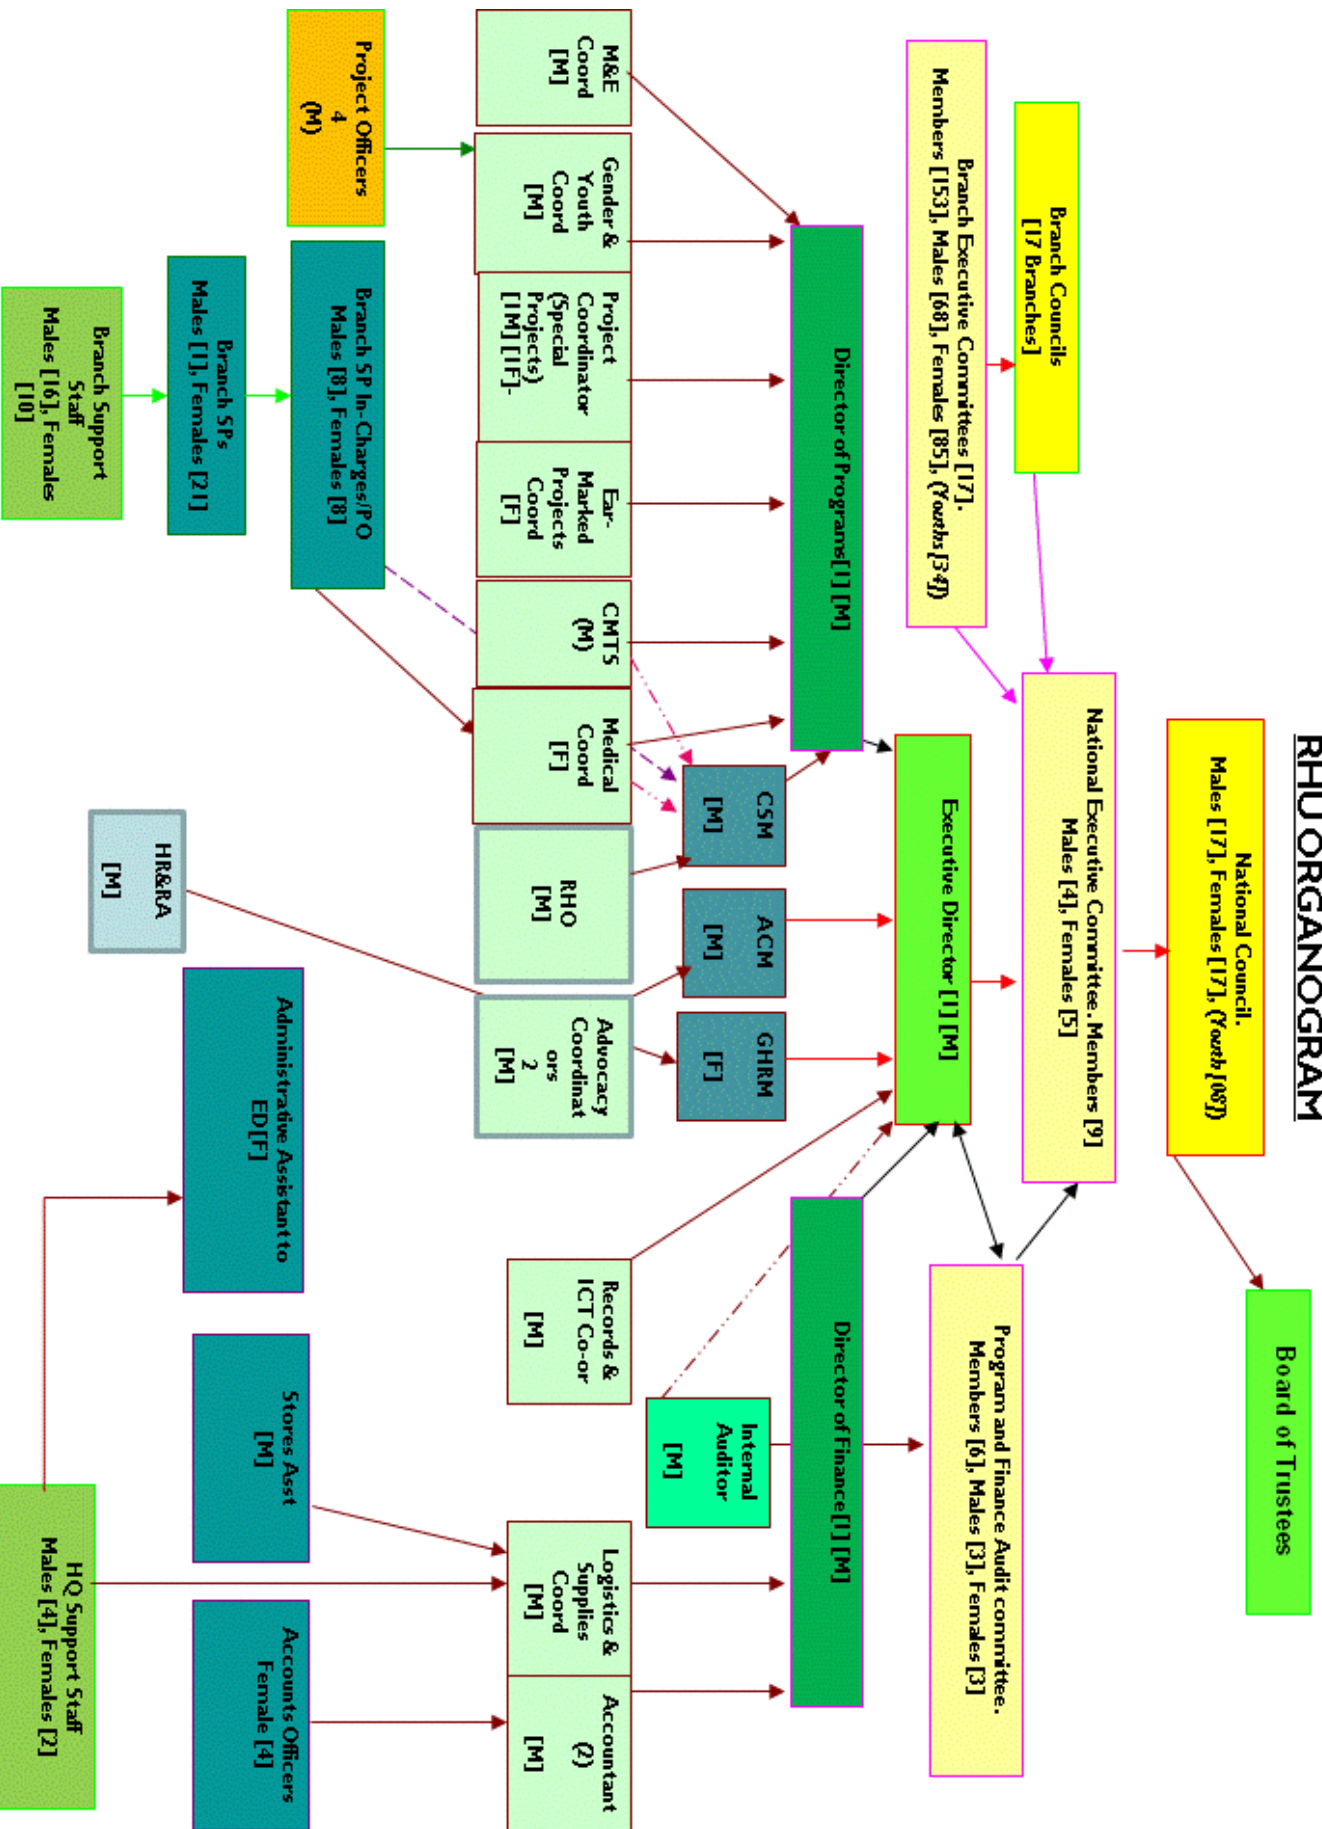 RHU ORGANOGRAM
Board of Trustees
National Council.
Males [17], Females [17], (Youth [08])
Branch Councils
[17 Branches]
National Executive Committee. Members [9]
Males [4], Females [5]
Branch Executive Committees [17].
Members [153], Males [68], Females [85], (Youths [34])
Program and Finance Audit committee.
Members [6], Males [3], Females [3]
Executive Director [1] [M]
Director of Programs[1] [M]
Director of Finance[1] [M]
CSM
[M]
ACM
[M]
GHRM
[F]
Internal
Auditor
[M]
M&E
Coord
[M]
Gender &
Youth
Coord
[M]
Project
Coordinator
(Special
Projects)
[1M] [1F]-
Ear-
Marked
Projects
Coord
[F]
CMTS
(M)
Medical
Coord
[F]
RHO
[M]
Advocacy
Coordinat
ors
2
[M]
Records &
ICT Co-or
[M]
Logistics &
Supplies
Coord
[M]
Accountant
(2)
[M]
Project Officers
4
(M)
Branch SP In-Charges/PO
Males [8], Females [8]
HR&RA
[M]
Administrative Assistant to
ED [F]
Stores Asst
[M]
Accounts Officers
Female [4]
Branch SPs
Males [1], Females [21]
Branch Support
Staff
Males [16], Females
[10]
HQ Support Staff
Males [4], Females [2]